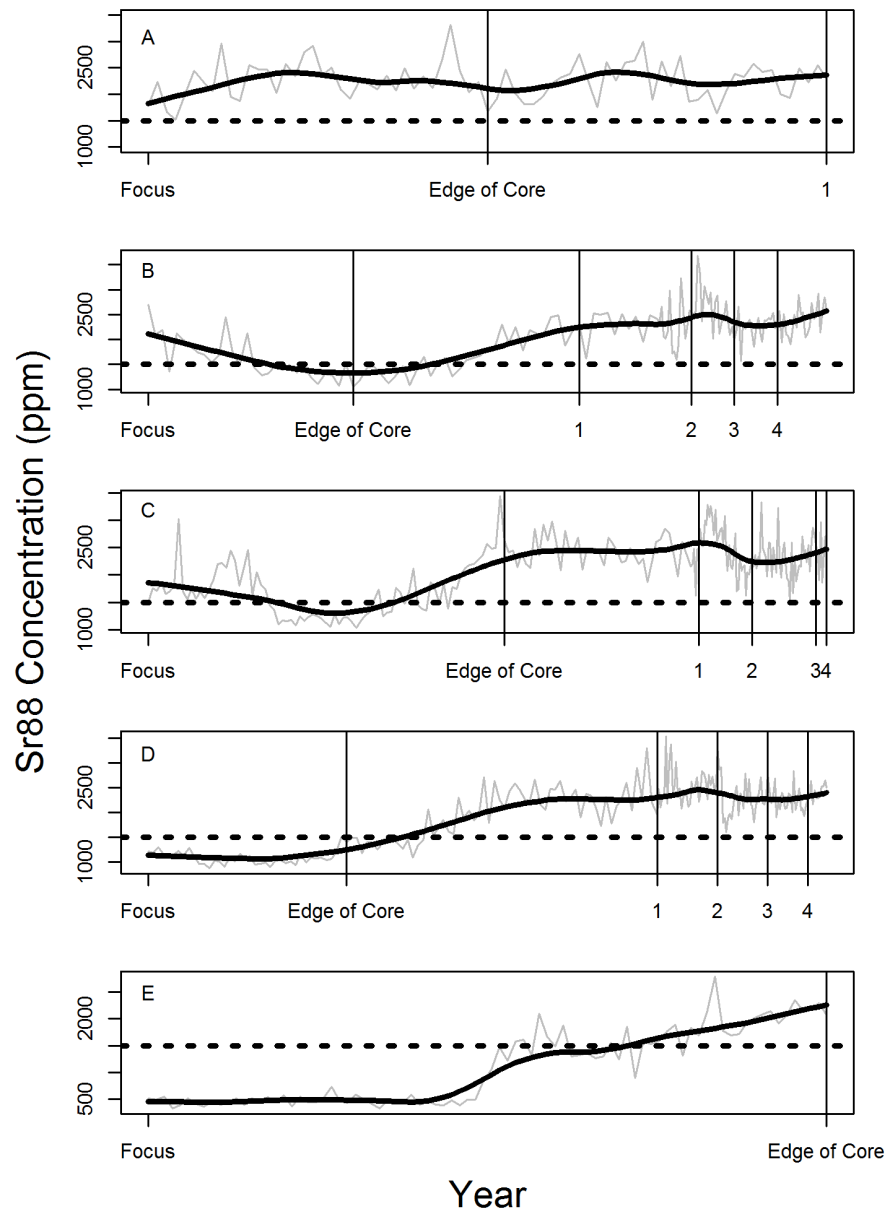 A
2500
1000
Focus
Edge of Core
1
B
2500
1000
Focus
Edge of Core
1
2
3
4
Sr88 Concentration (ppm)
C
2500
1000
Focus
Edge of Core
1
2
34
D
2500
1000
Focus
Edge of Core
1
2
3
4
E
2000
500
Focus
Edge of Core
Year